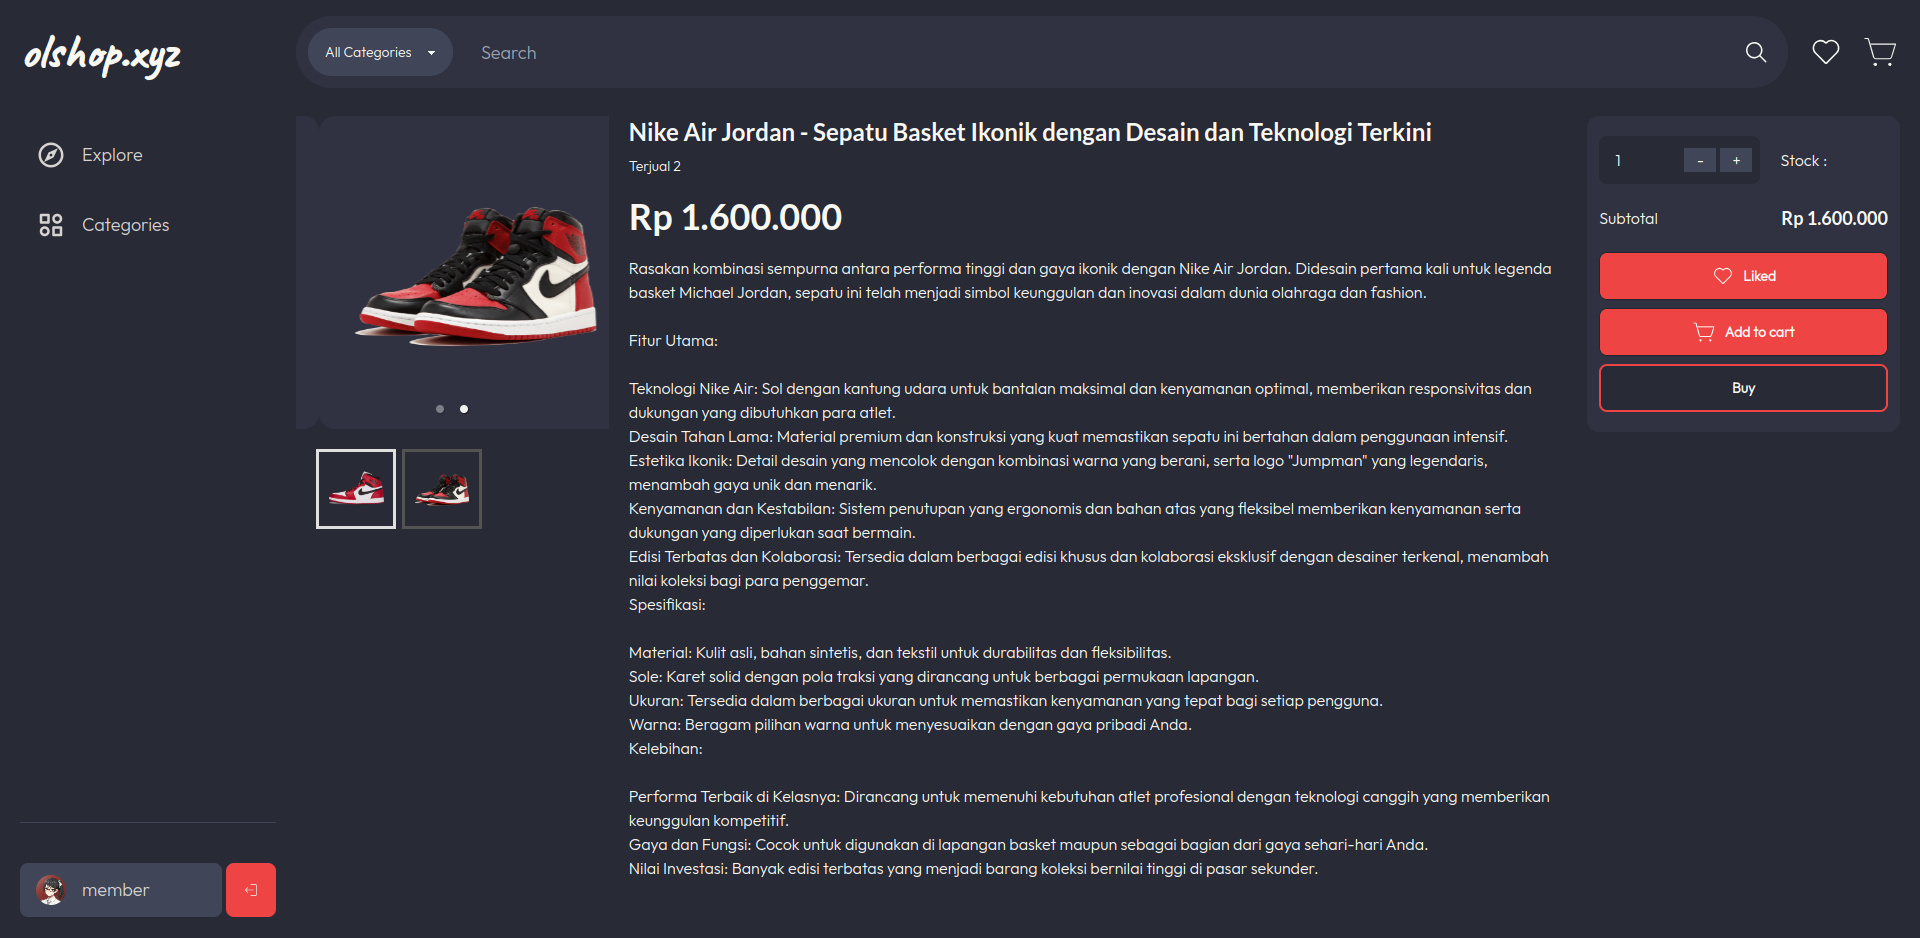 olshop.xyz
All Categories
Search
Explore
Categories
member
Nike Air Jordan - Sepatu Basket Ikonik dengan Desain dan Teknologi Terkini
Terjual 2
Rp 1.600.000
Rasakan kombinasi sempurna antara performa tinggi dan gaya ikonik dengan Nike Air Jordan. Didesain pertama kali untuk legenda
basket Michael Jordan, sepatu ini telah menjadi simbol keunggulan dan inovasi dalam dunia olahraga dan fashion.
Fitur Utama:
Teknologi Nike Air: Sol dengan kantung udara untuk bantalan maksimal dan kenyamanan optimal, memberikan responsivitas dan
dukungan yang dibutuhkan para atlet.
Desain Tahan Lama: Material premium dan konstruksi yang kuat memastikan sepatu ini bertahan dalam penggunaan intensif.
Estetika Ikonik: Detail desain yang mencolok dengan kombinasi warna yang berani, serta logo "Jumpman" yang legendaris,
menambah gaya unik dan menarik.
Kenyamanan dan Kestabilan: Sistem penutupan yang ergonomis dan bahan atas yang fleksibel memberikan kenyamanan serta
dukungan yang diperlukan saat bermain.
Edisi Terbatas dan Kolaborasi: Tersedia dalam berbagai edisi khusus dan kolaborasi eksklusif dengan desainer terkenal, menambah
nilai koleksi bagi para penggemar.
Spesifikasi:
Material: Kulit asli, bahan sintetis, dan tekstil untuk durabilitas dan fleksibilitas.
Sole: Karet solid dengan pola traksi yang dirancang untuk berbagai permukaan lapangan.
Ukuran: Tersedia dalam berbagai ukuran untuk memastikan kenyamanan yang tepat bagi setiap pengguna.
Warna: Beragam pilihan warna untuk menyesuaikan dengan gaya pribadi Anda.
Kelebihan:
Performa Terbaik di Kelasnya: Dirancang untuk memenuhi kebutuhan atlet profesional dengan teknologi canggih yang memberikan
keunggulan kompetitif.
Gaya dan Fungsi: Cocok untuk digunakan di lapangan basket maupun sebagai bagian dari gaya sehari-hari Anda.
Nilai Investasi: Banyak edisi terbatas yang menjadi barang koleksi bernilai tinggi di pasar sekunder.
1 - + Stock :
Subtotal Rp 1.600.000
Liked
Add to cart
Buy